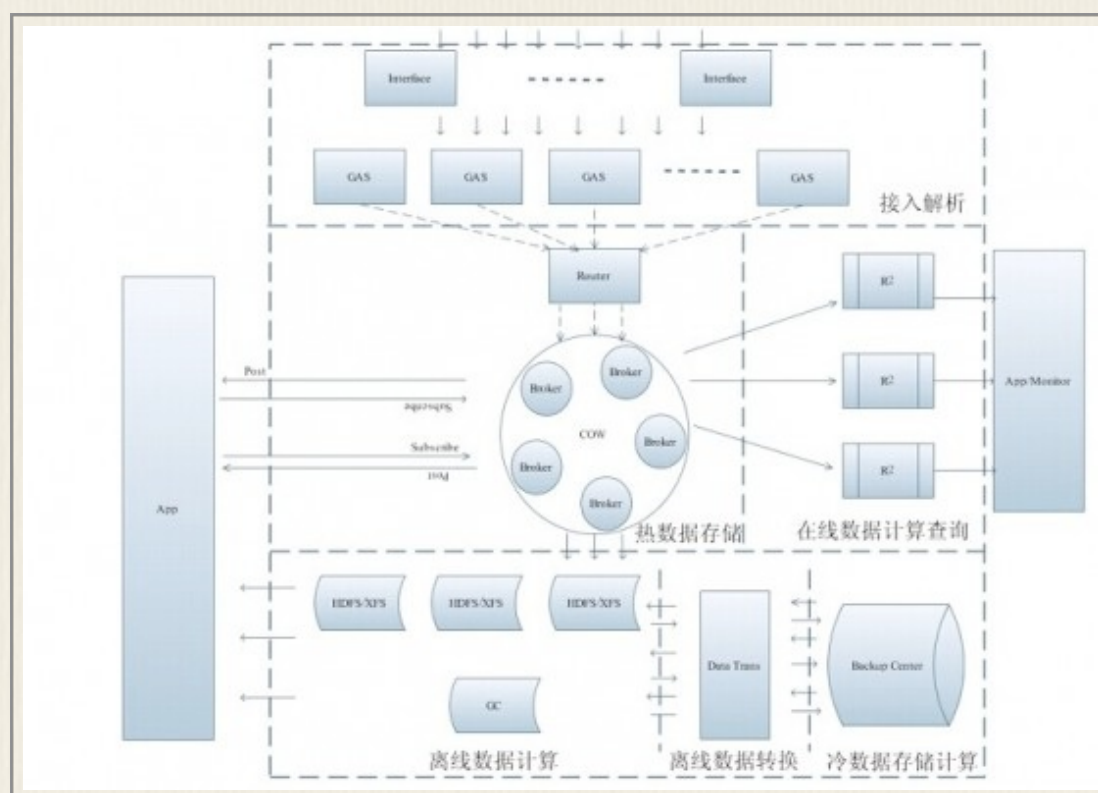 Interface
Interface
GAS
GAS
GAS
GAS
接入解析
Router
R2
R2
R2
App/Monitor
Post
Subscribe
Subscribe
Post
App
Broker
Broker
Broker
Broker
Broker
COW
热数据存储
在线数据计算查询
HDFS/XFS
HDFS/XFS
HDFS/XFS
GC
Data Trans
Backup Center
离线数据计算
离线数据转换
冷数据存储计算